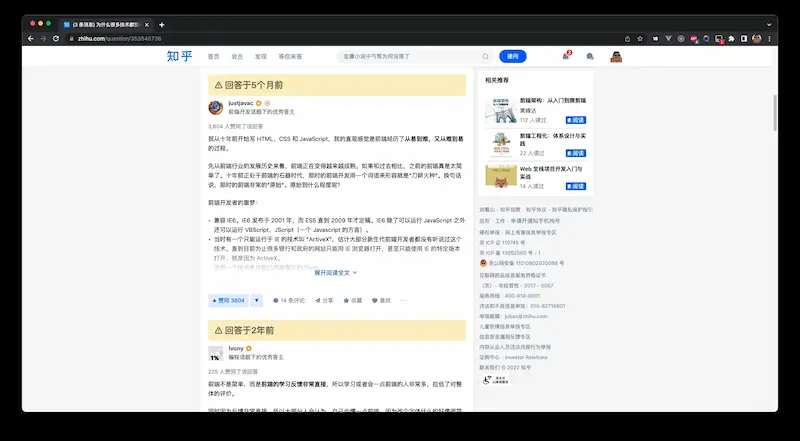 (3 条消息) 为什么很多技术都
zhihu.com/question/353846736
知乎
首页 会员 发现 等你来答
提问
回答于5个月前
justjavac
前端开发话题下的优秀答主
3,804 人赞同了该回答
我从十年前开始写 HTML、CSS 和 JavaScript,我的直观感觉是前端经历了从易到难,又从难到易
的过程。
先从前端行业的发展历史来看,前端正在变得越来越成熟。如果和过去相比,之前的前端真是太简
单了。十年前正处于前端的石器时代,那时的前端开发用一个词语来形容就是"刀耕火种"。换句话
说,那时的前端非常的"原始"。原始到什么程度呢?
前端开发者的噩梦:
• 兼容 IE6。IE6 发布于 2001 年,而 ES5 直到 2009 年才定稿。IE6 除了可以运行 JavaScript 之外
还可以运行 VBScript、JScript(一个 Javascript 的方言)。
• 当时有一个只能运行于 IE 的技术叫 "ActiveX",估计大部分新生代前端开发者都没有听说过这个
技术。直到目前为止很多银行和政府的网站只能用 IE 浏览器打开,甚至只能使用 IE 的特定版本
打开,就是因为 ActiveX。
展开阅读全文
赞同 3804
14 条评论
分享
收藏
喜欢
回答于2年前
tvony
编程话题下的优秀答主
225 人赞同了该回答
前端不是简单,而是前端的学习反馈非常直接,所以学习或者会一点前端的人非常多,拉低了对整
体的评价。
相关推荐
前端架构:从入门到微前端
黄峰达
112 人读过
阅读
前端工程化:体系设计与实
践
22 人读过
阅读
Web 全栈项目开发入门与
实战
14 人读过
阅读
刘看山 · 知乎指南 · 知乎协议 · 知乎隐私保护指引
应用 · 工作 · 申请开通知乎机构号
侵权举报 · 网上有害信息举报专区
京 ICP 证 110745 号
京 ICP 备 13052560 号 - 1
京公网安备 11010802020088 号
互联网药品信息服务资格证书
(京)- 非经营性 - 2017 - 0067
服务热线:400-919-0001
违法和不良信息举报:010-82716601
举报邮箱:jubao@zhihu.com
儿童色情信息举报专区
信息安全漏洞反馈专区
内容从业人员违法违规行为举报
证照中心 · Investor Relations
联系我们 © 2022 知乎